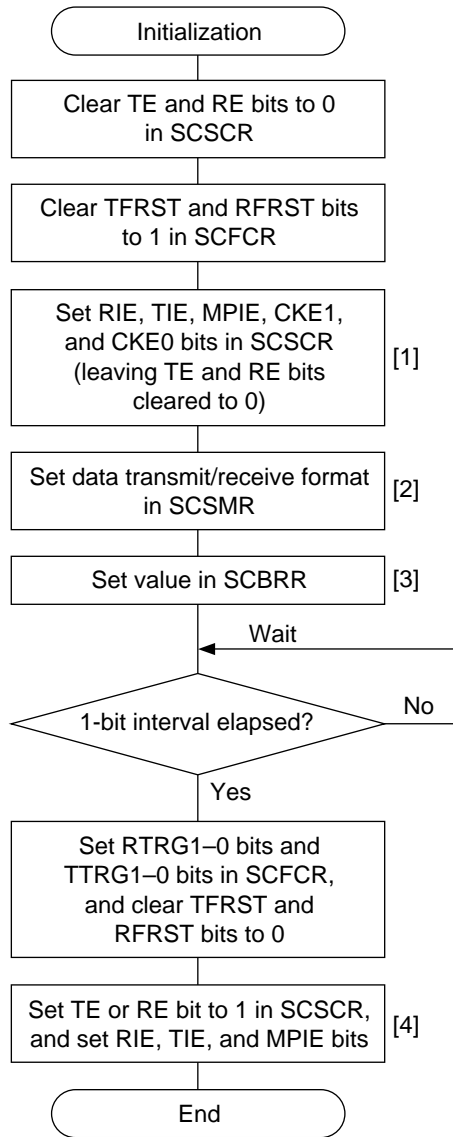 Initialization
Clear TE and RE bits to 0
in SCSCR
Clear TFRST and RFRST bits
to 1 in SCFCR
Set RIE, TIE, MPIE, CKE1,
and CKE0 bits in SCSCR
(leaving TE and RE bits
cleared to 0)
[1]
Set data transmit/receive format
in SCSMR
[2]
Set value in SCBRR
[3]
Wait
1-bit interval elapsed?
No
Yes
Set RTRG1–0 bits and
TTRG1–0 bits in SCFCR,
and clear TFRST and
RFRST bits to 0
Set TE or RE bit to 1 in SCSCR,
and set RIE, TIE, and MPIE bits
[4]
End